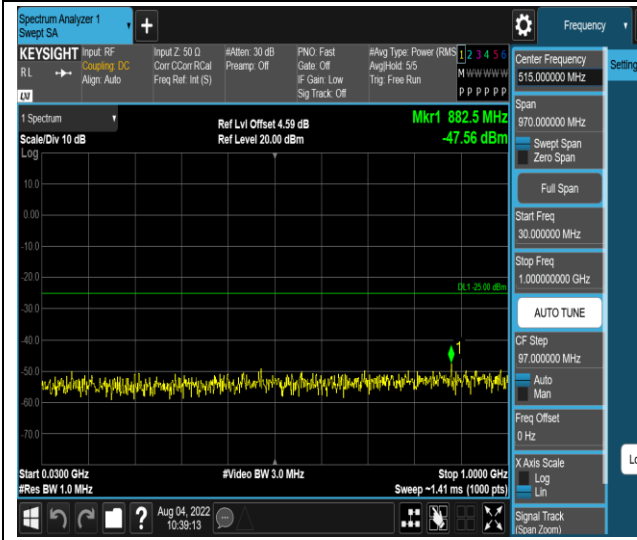 Spectrum Analyzer 1
Swept SA
+
Frequency
KEYSIGHT
RL
LXI
Input: RF
Coupling: DC
Align: Auto
Input Z: 50 Ω
Corr CCorr RCal
Freq Ref: Int (S)
#Atten: 30 dB
Preamp: Off
PNO: Fast
Gate: Off
IF Gain: Low
Sig Track: Off
#Avg Type: Power (RMS
Avg|Hold: 5/5
Trig: Free Run
1 2 3 4 5 6
M W W W W W
P P P P P P
1 Spectrum
Scale/Div 10 dB
Log
Ref Lvl Offset 4.59 dB
Ref Level 20.00 dBm
Mkr1 882.5 MHz
-47.56 dBm
10.0
0.00
-10.0
-20.0
-30.0
-40.0
-50.0
-60.0
-70.0
DL1 -25.00 dBm
1
Start 0.0300 GHz
#Res BW 1.0 MHz
#Video BW 3.0 MHz
Stop 1.0000 GHz
Sweep ~1.41 ms (1000 pts)
?
Aug 04, 2022
10:39:13
Center Frequency
515.000000 MHz
Span
970.000000 MHz
Swept Span
Zero Span
Full Span
Start Freq
30.000000 MHz
Stop Freq
1.000000000 GHz
AUTO TUNE
CF Step
97.000000 MHz
Auto
Man
Freq Offset
0 Hz
X Axis Scale
Log
Lin
Signal Track
(Span Zoom)
Setting
Lo